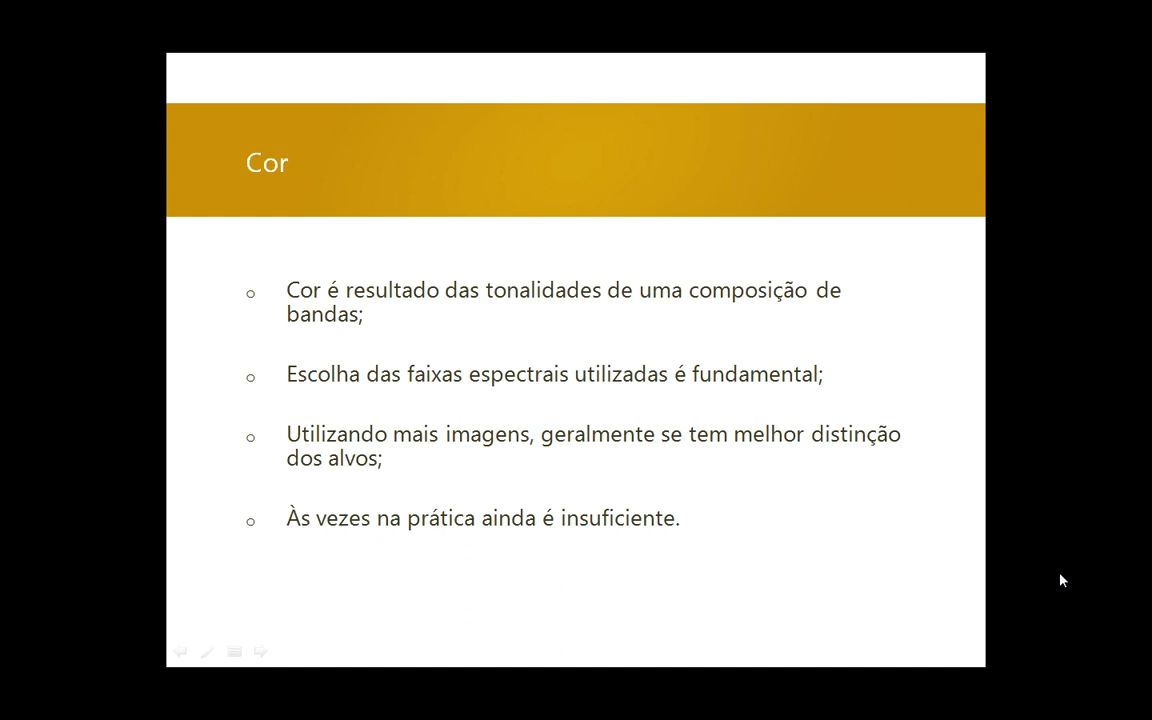 Cor
Cor é resultado das tonalidades de uma composição de
bandas;
Escolha das faixas espectrais utilizadas é fundamental;
Utilizando mais imagens, geralmente se tem melhor distinção
dos alvos;
Às vezes na prática ainda é insuficiente.